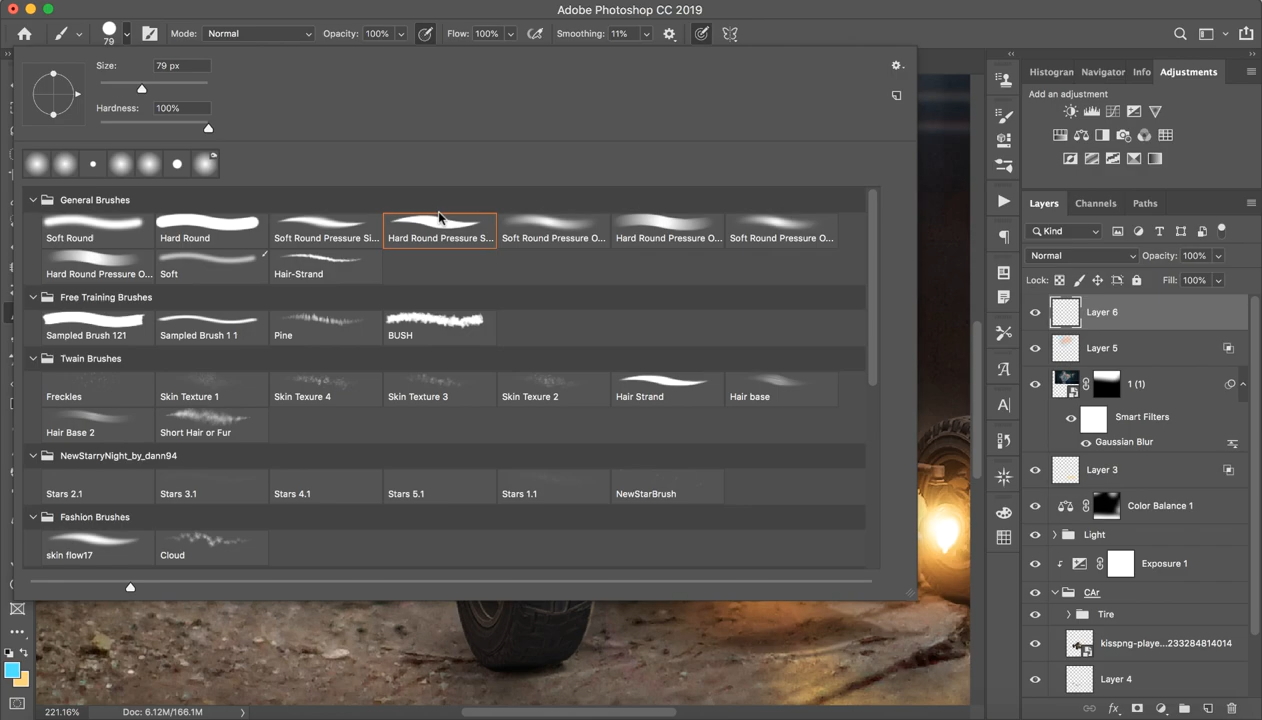 Adobe Photoshop CC 2019
79
Mode: Normal
Opacity: 100%
Flow: 100%
Smoothing: 11%
Size: 79 px
Hardness: 100%
General Brushes
Soft Round
Hard Round
Soft Round Pressure Si...
Hard Round Pressure S...
Soft Round Pressure O...
Hard Round Pressure O...
Soft Round Pressure O...
Hard Round Pressure O...
Soft
Hair-Strand
Free Training Brushes
Sampled Brush 121
Sampled Brush 1 1
Pine
BUSH
Twain Brushes
Freckles
Skin Texure 1
Skin Texure 4
Skin Texture 3
Skin Texure 2
Hair Strand
Hair base
Hair Base 2
Short Hair or Fur
NewStarryNight_by_dann94
Stars 2.1
Stars 3.1
Stars 4.1
Stars 5.1
Stars 1.1
NewStarBrush
Fashion Brushes
skin flow17
Cloud
221.16%
Doc: 6.12M/166.1M
Histogran
Navigator
Info
Adjustments
Add an adjustment
Layers
Channels
Paths
Kind
Normal
Opacity: 100%
Lock:
Fill: 100%
Layer 6
Layer 5
1 (1)
Smart Filters
Gaussian Blur
Layer 3
Color Balance 1
Light
Exposure 1
CAr
Tire
kisspng-playe...233284814014
Layer 4